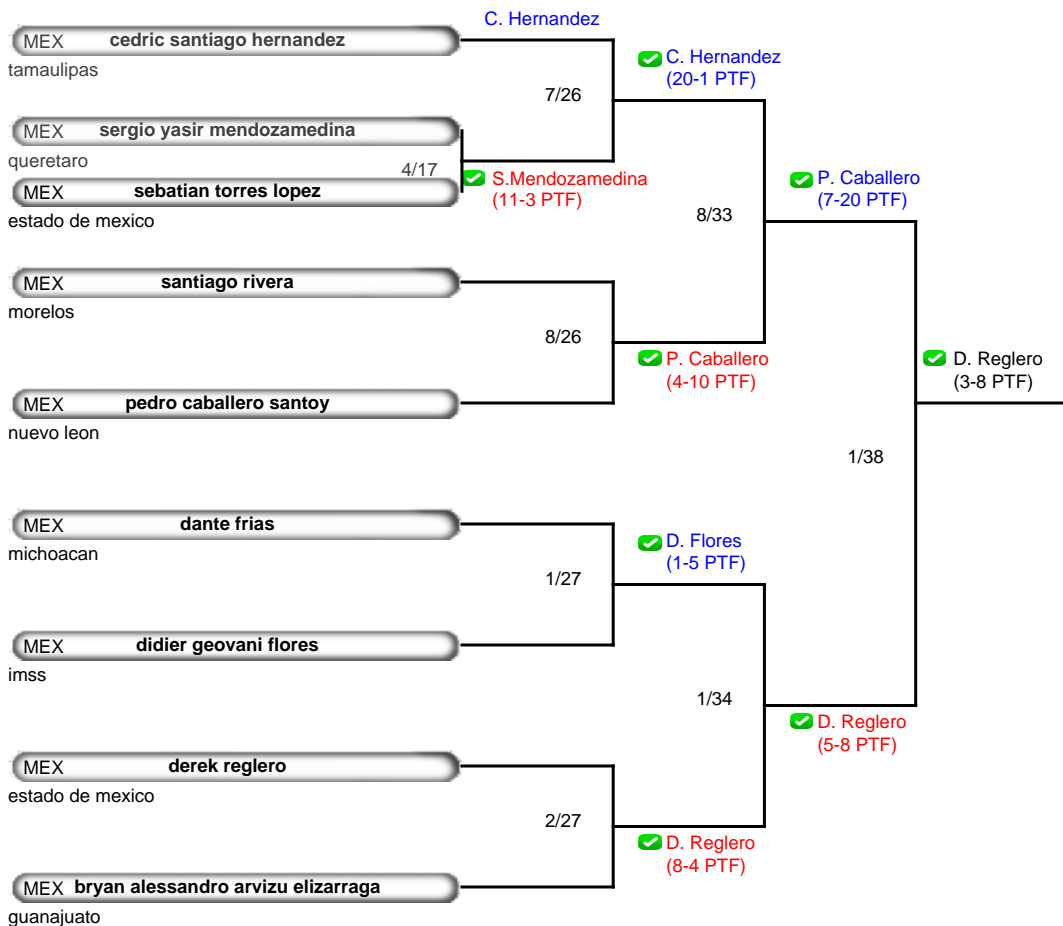 C. Hernandez
MEX cedric santiago hernandez
tamaulipas
C. Hernandez
(20-1 PTF)
7/26
MEX sergio yasir mendozamedina
queretaro
4/17
MEX sebatian torres lopez
estado de mexico
S.Mendozamedina
(11-3 PTF)
P. Caballero
(7-20 PTF)
8/33
MEX santiago rivera
morelos
8/26
P. Caballero
(4-10 PTF)
MEX pedro caballero santoy
nuevo leon
D. Reglero
(3-8 PTF)
1/38
MEX dante frias
michoacan
D. Flores
(1-5 PTF)
1/27
MEX didier geovani flores
imss
1/34
D. Reglero
(5-8 PTF)
MEX derek reglero
estado de mexico
2/27
D. Reglero
(8-4 PTF)
MEX bryan alessandro arvizu elizarraga
guanajuato